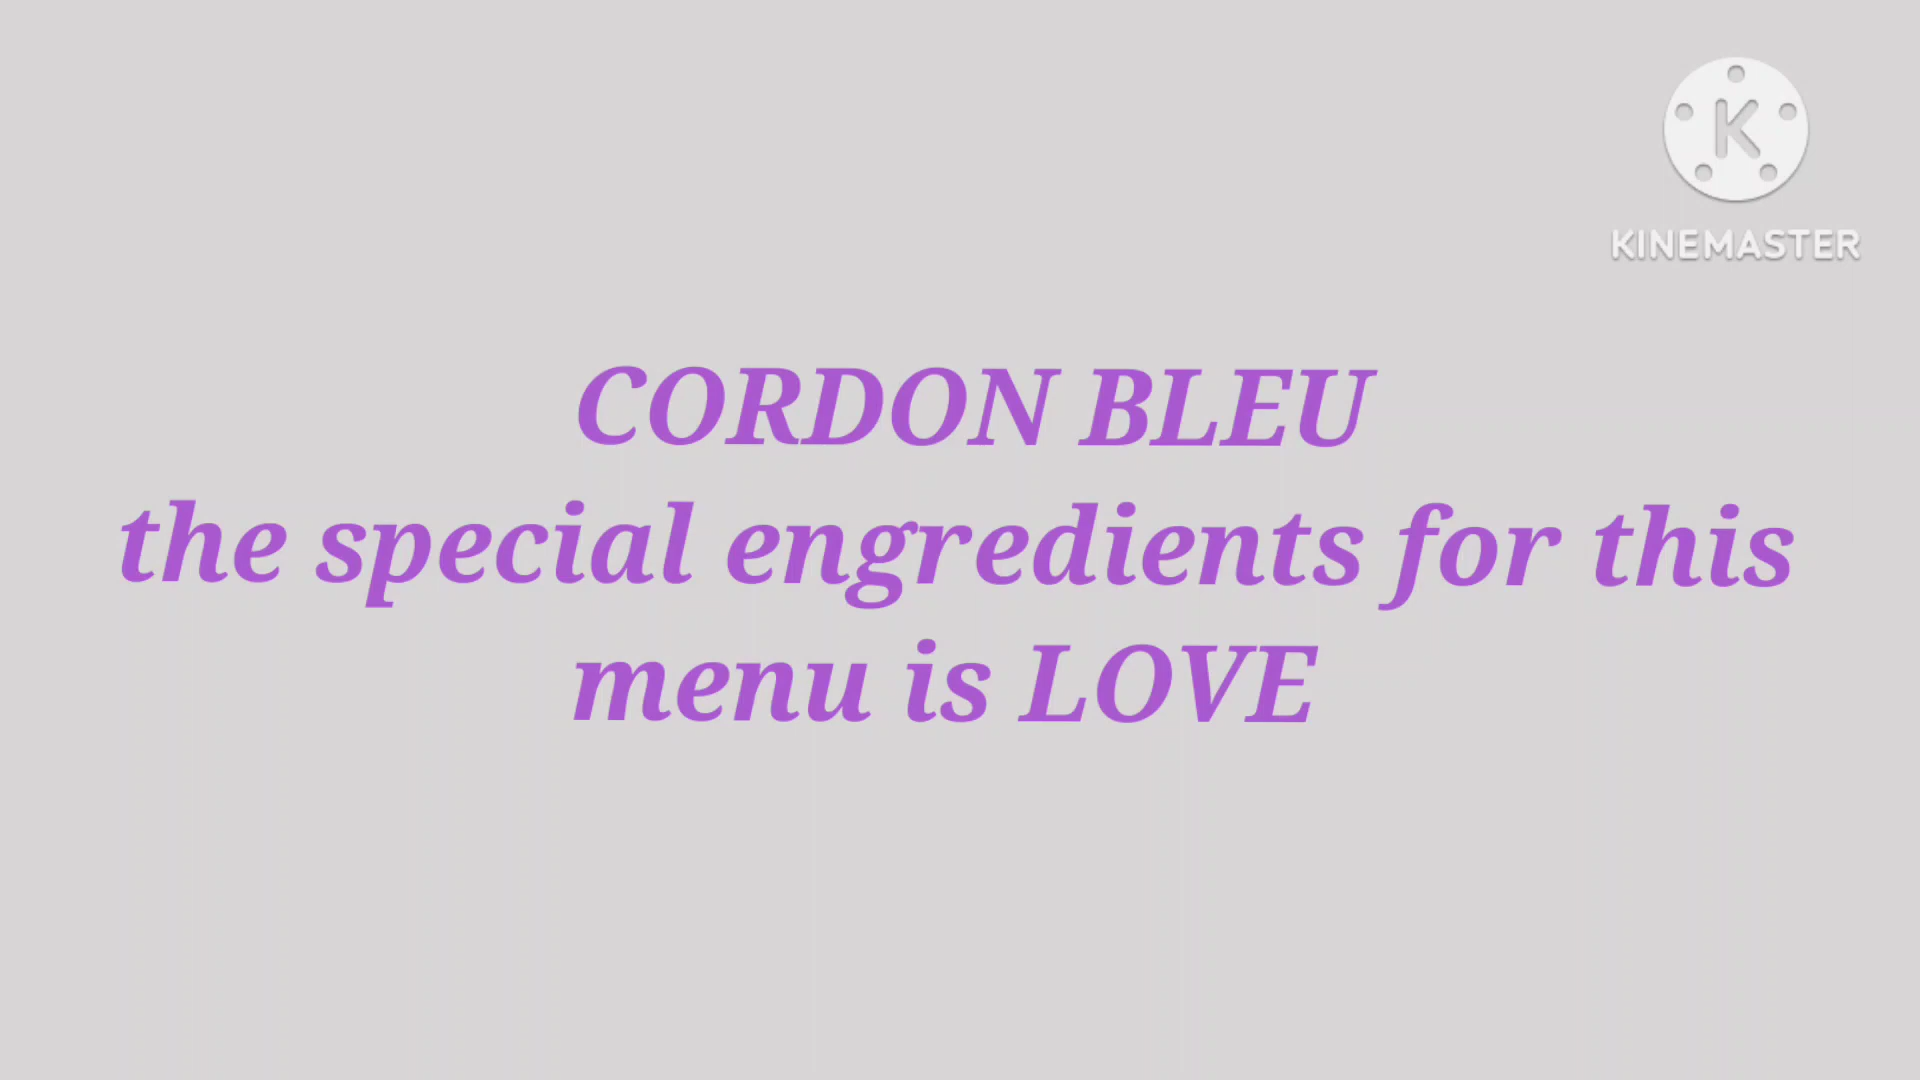 K
KINEMASTER
CORDON BLEU
the special engredients for this
menu is LOVE